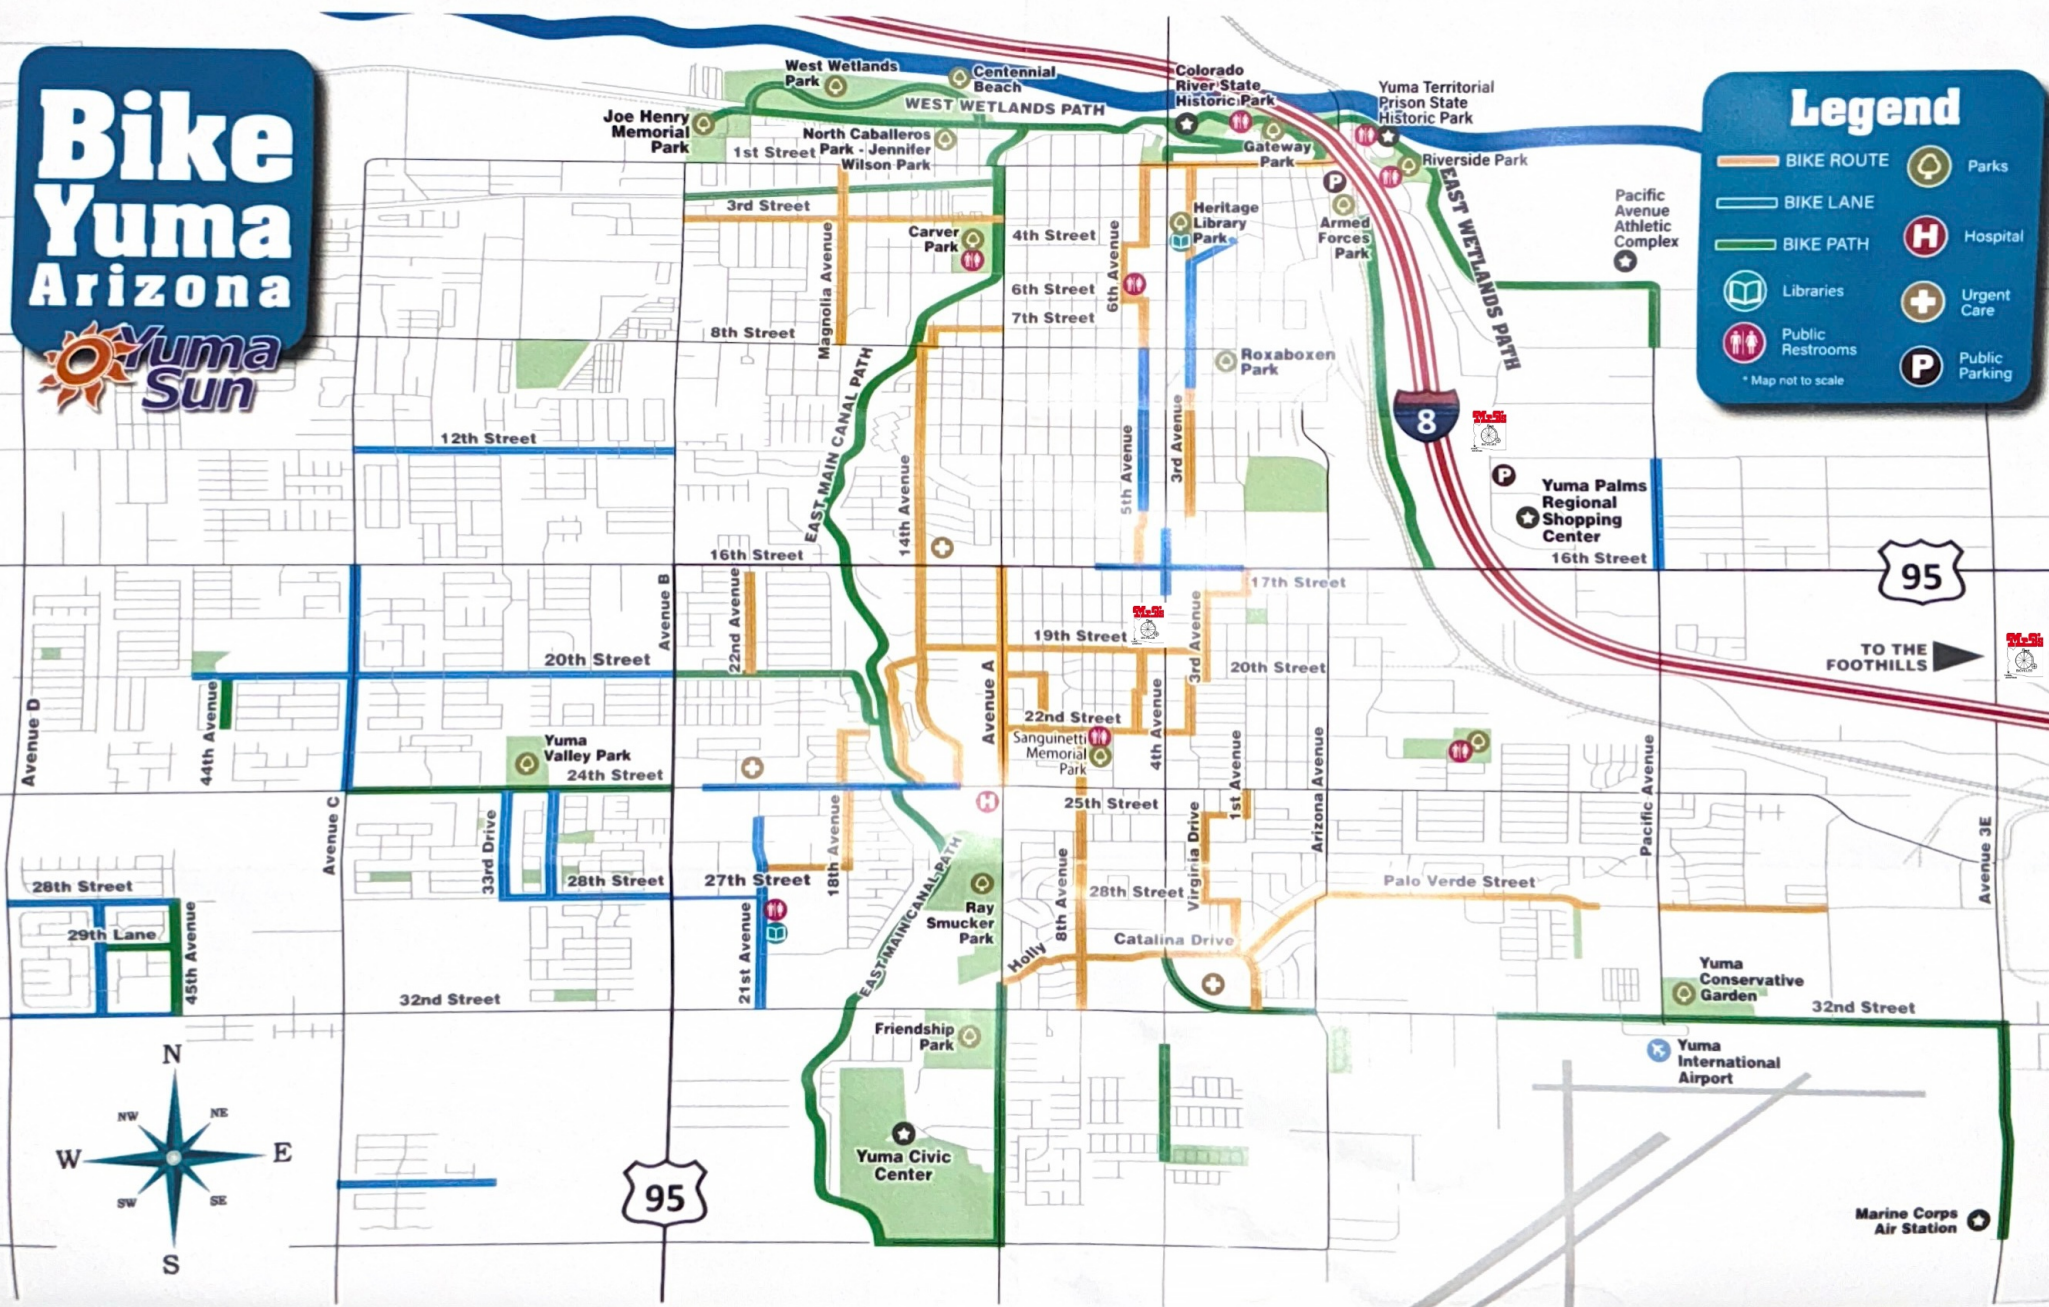 Bike
Yuma
Arizona
Yuma
Sun
Legend
BIKE ROUTE
BIKE LANE
BIKE PATH
Libraries
Public
Restrooms
* Map not to scale
Parks
H
Hospital
Urgent
Care
P
Public
Parking
West Wetlands
Park
Centennial
Beach
WEST WETLANDS PATH
Joe Henry
Memorial
Park
North Caballeros
Park - Jennifer
Wilson Park
1st Street
Colorado
River State
Historic Park
Yuma Territorial
Prison State
Historic Park
Gateway
Park
Riverside Park
P
Armed
Forces
Park
EAST WETLANDS PATH
Pacific
Avenue
Athletic
Complex
3rd Street
Carver
Park
4th Street
Heritage
Library
Park
Magnolia Avenue
6th Avenue
6th Street
7th Street
8th Street
Roxaboxen
Park
EAST MAIN CANAL PATH
8
12th Street
14th Avenue
5th Avenue
3rd Avenue
P
Yuma Palms
Regional
Shopping
Center
16th Street
16th Street
95
17th Street
Avenue B
22nd Avenue
19th Street
3rd Avenue
20th Street
20th Street
TO THE
FOOTHILLS
Avenue D
44th Avenue
Avenue A
22nd Street
Sanguinetti
Memorial
Park
4th Avenue
Yuma
Valley Park
24th Street
1st Avenue
Arizona Avenue
Pacific Avenue
H
25th Street
Avenue C
33rd Drive
18th Avenue
Virginia Drive
Avenue 3E
28th Street
28th Street
27th Street
8th Avenue
28th Street
Palo Verde Street
29th Lane
45th Avenue
21st Avenue
EAST MAIN CANAL PATH
Ray
Smucker
Park
Holly
Catalina Drive
32nd Street
Yuma
Conservative
Garden
32nd Street
Friendship
Park
Yuma
International
Airport
N
NW
NE
W
E
SW
SE
S
Yuma Civic
Center
95
Marine Corps
Air Station